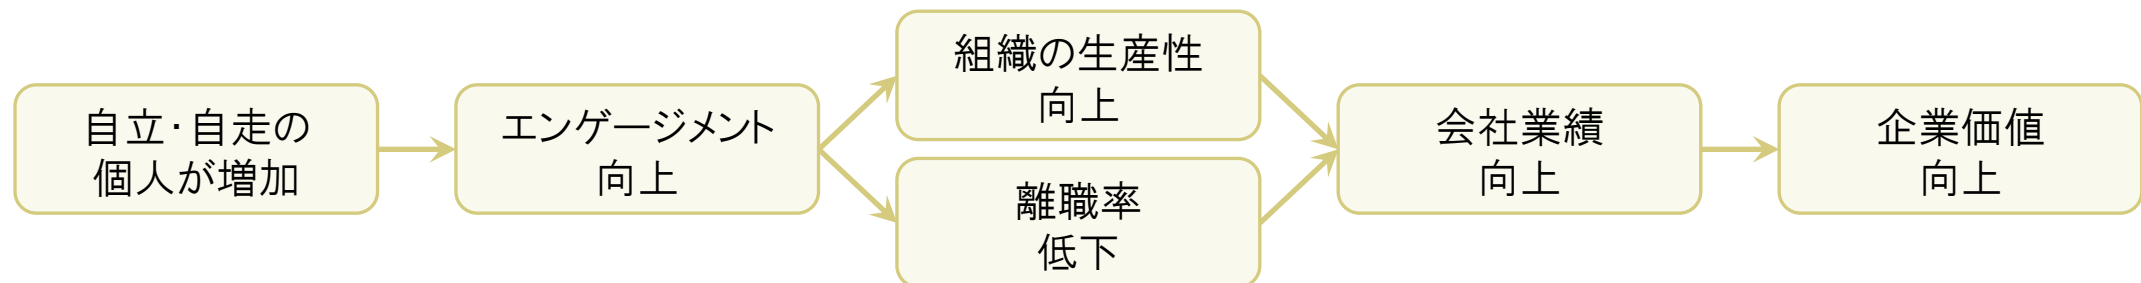 自立・自走の
個人が増加
エンゲージメント
向上
組織の生産性
向上
離職率
低下
会社業績
向上
企業価値
向上